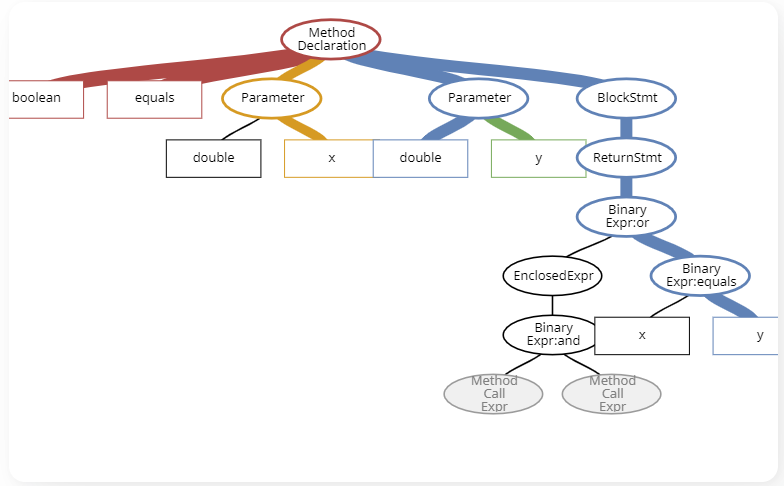 Method
Declaration
boolean
equals
Parameter
Parameter
BlockStmt
double
x
double
y
ReturnStmt
Binary
Expr:or
EnclosedExpr
Binary
Expr:equals
Binary
Expr:and
x
y
Method
Call
Expr
Method
Call
Expr